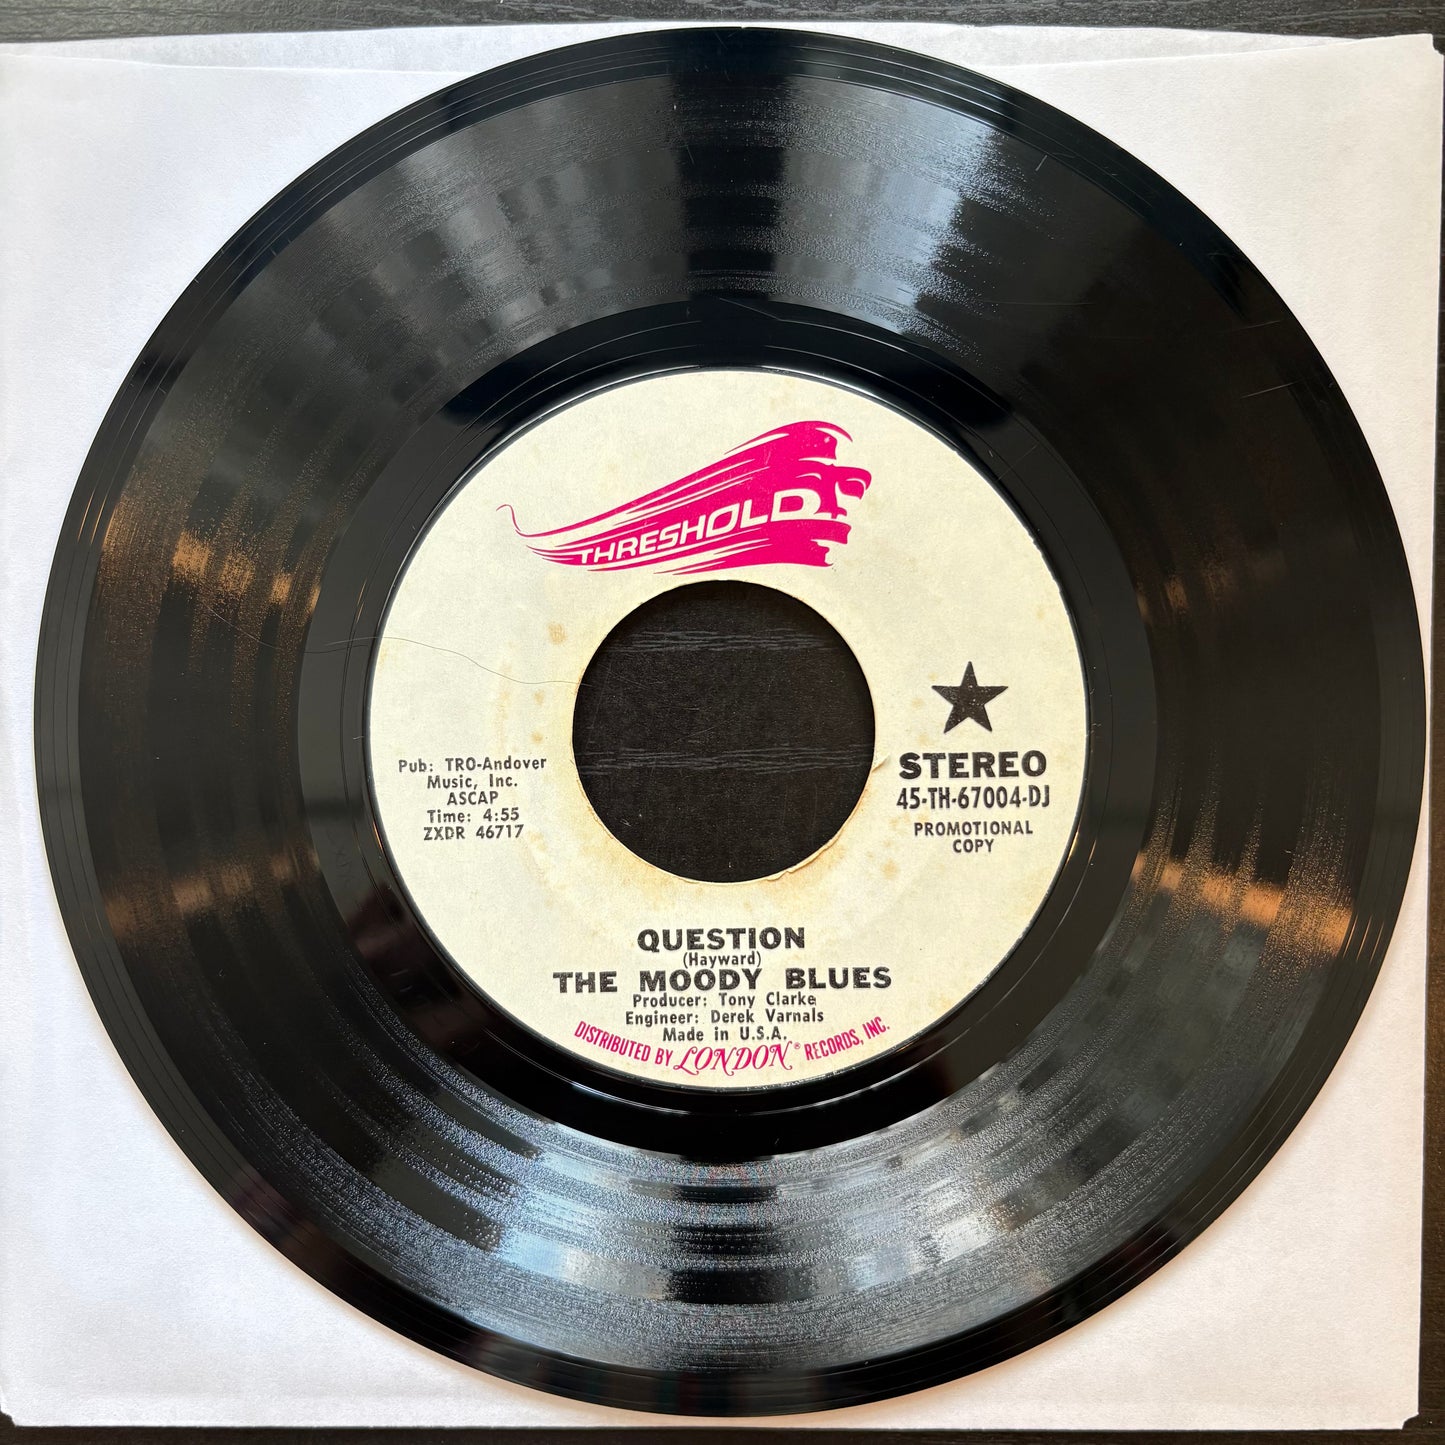 THRESHOLD
Pub: TRO-Andover
Music, Inc.
ASCAP
Time: 4:55
ZXDR 46717
STEREO
45-TH-67004-DJ
PROMOTIONAL
COPY
QUESTION
(Hayward)
THE MOODY BLUES
Producer: Tony Clarke
Engineer: Derek Varnals
Made in U.S.A.
DISTRIBUTED BY LONDON® RECORDS, INC.